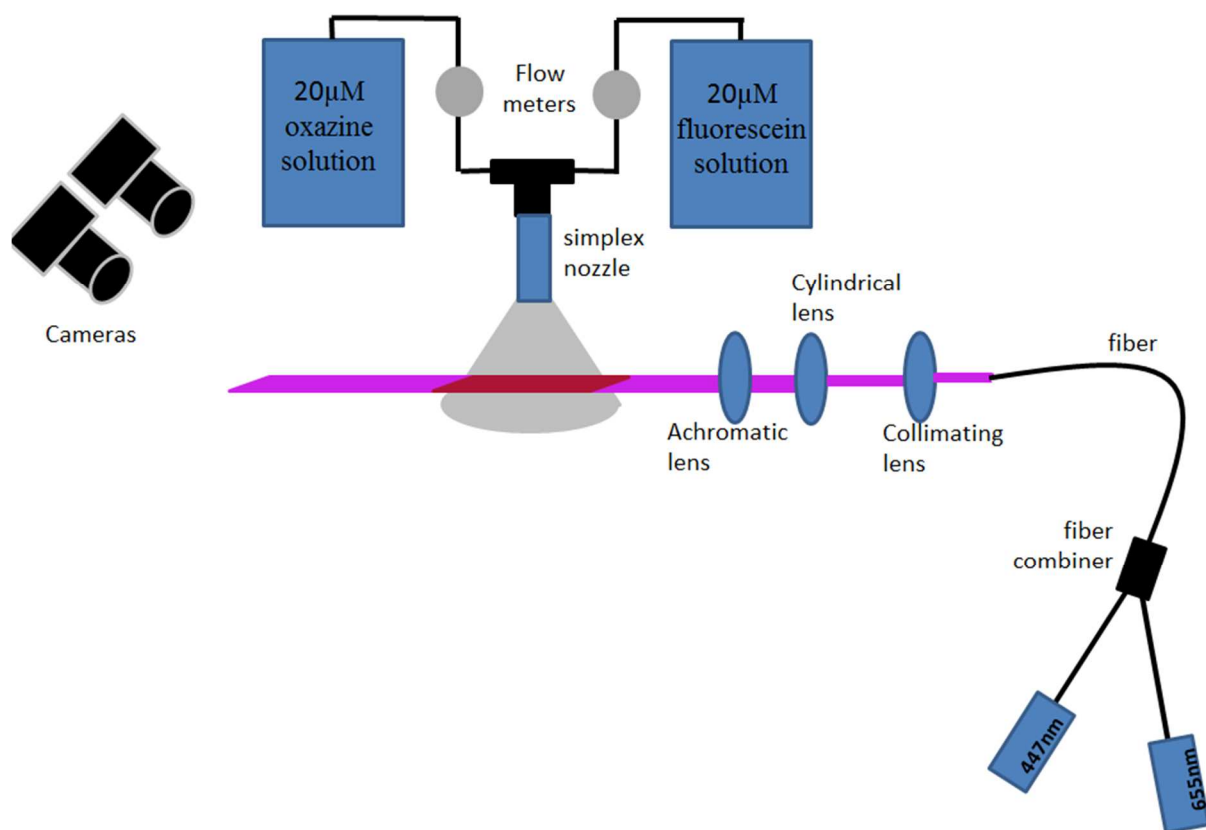 20µM
oxazine
solution
Flow
meters
20µM
fluorescein
solution
simplex
nozzle
Cameras
Cylindrical
lens
fiber
Achromatic
lens
Collimating
lens
fiber
combiner
447nm
655nm